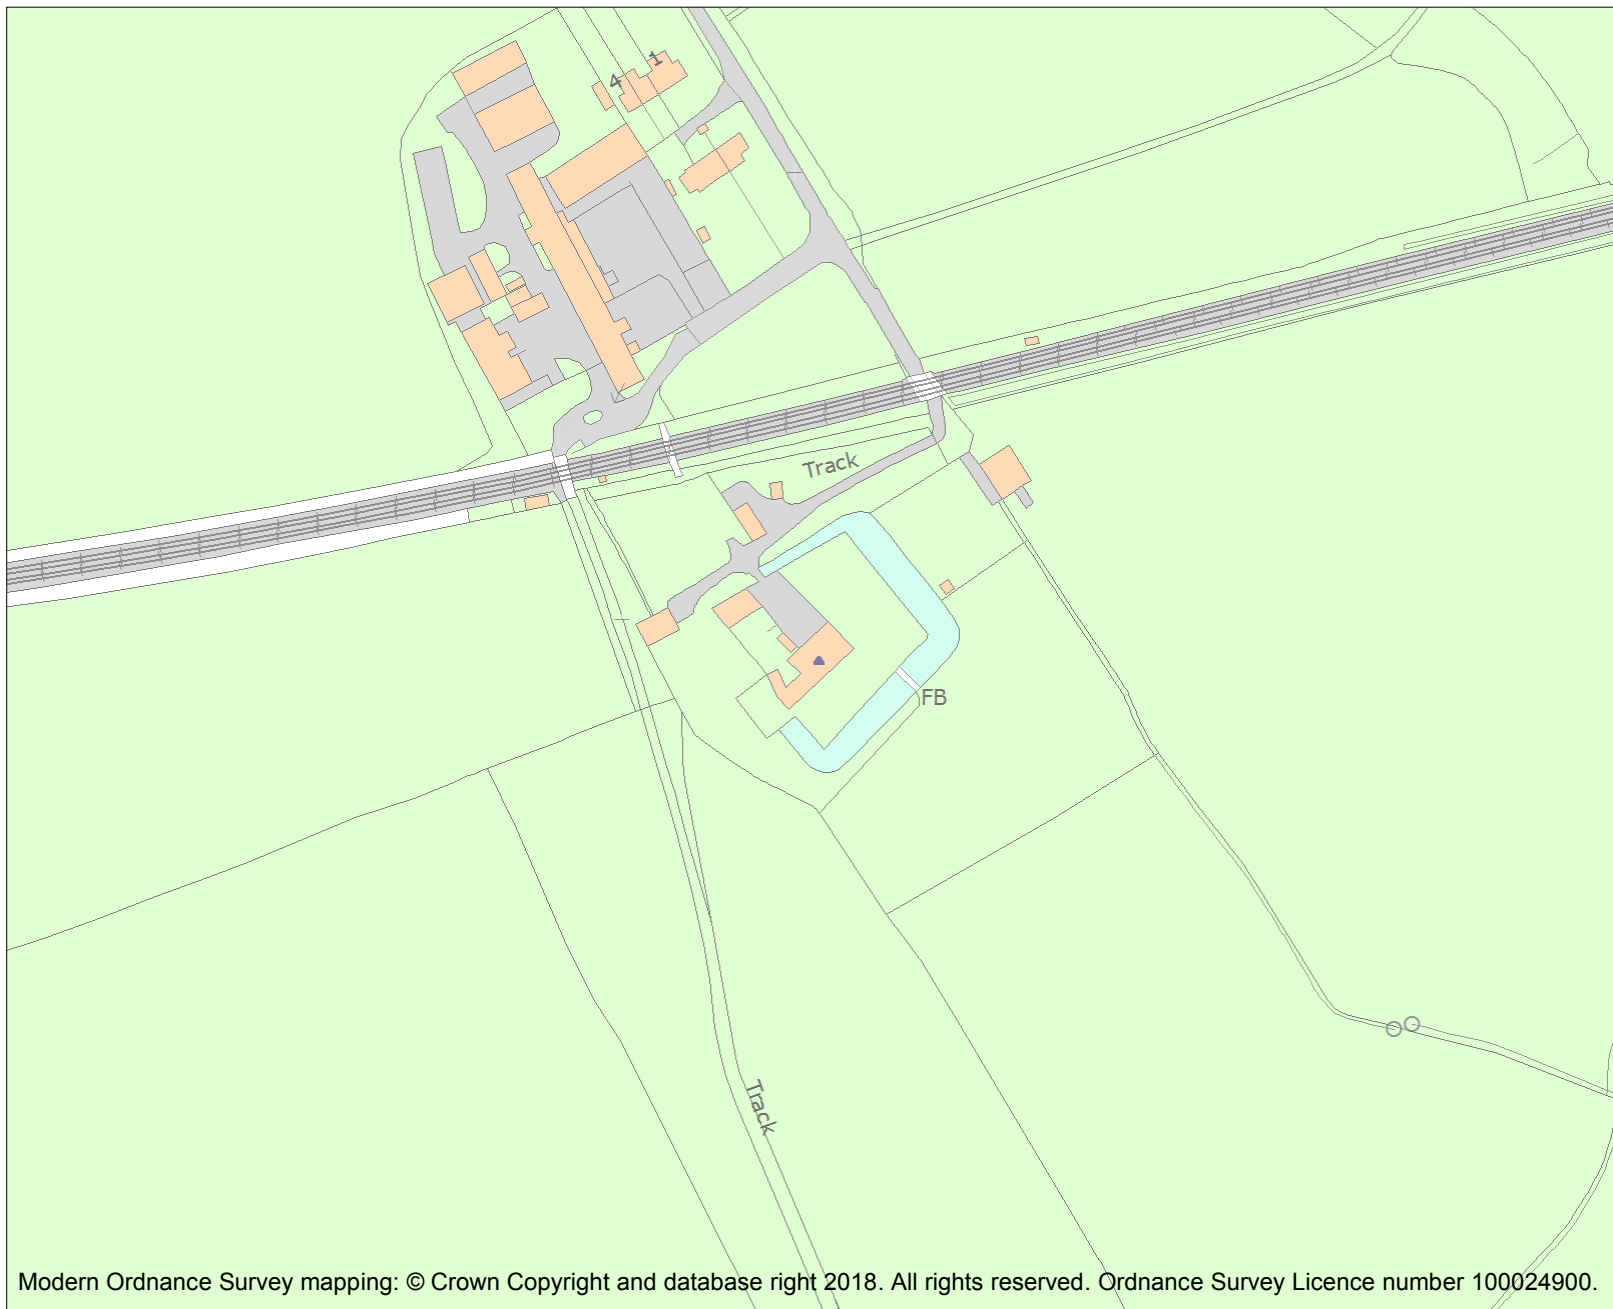 1
4
Track
FB
Track
Modern Ordnance Survey mapping: © Crown Copyright and database right 2018. All rights reserved. Ordnance Survey Licence number 100024900.